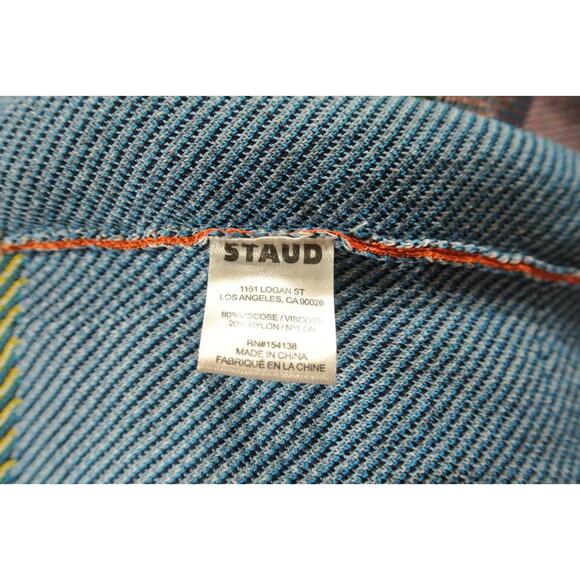 STAUD
1161 LOGAN ST
LOS ANGELES, CA 90026
80% VISCOSE / VISCOSE
20% NYLON / NYLON
RN#154138
MADE IN CHINA
FABRIQUÉ EN LA CHINE